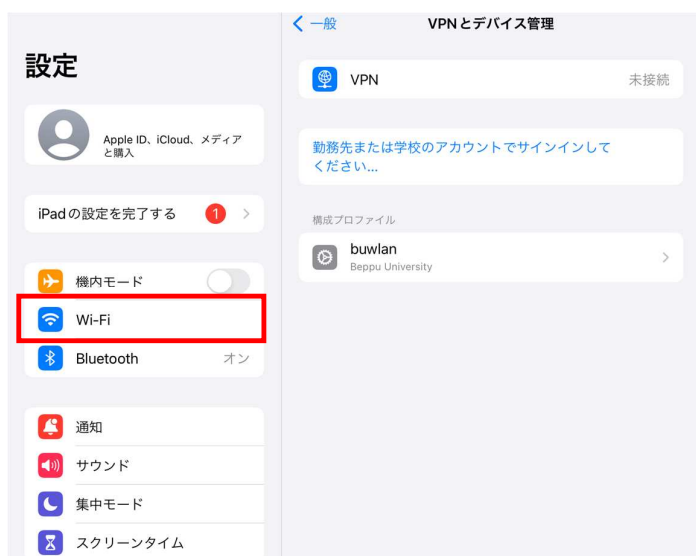 設定
Apple ID、iCloud、メディア
と購入
iPadの設定を完了する 1
機内モード
Wi-Fi
Bluetooth オン
通知
サウンド
集中モード
スクリーンタイム
一般 VPNとデバイス管理
VPN 未接続
勤務先または学校のアカウントでサインインして
ください...
構成プロファイル
buwlan
Beppu University